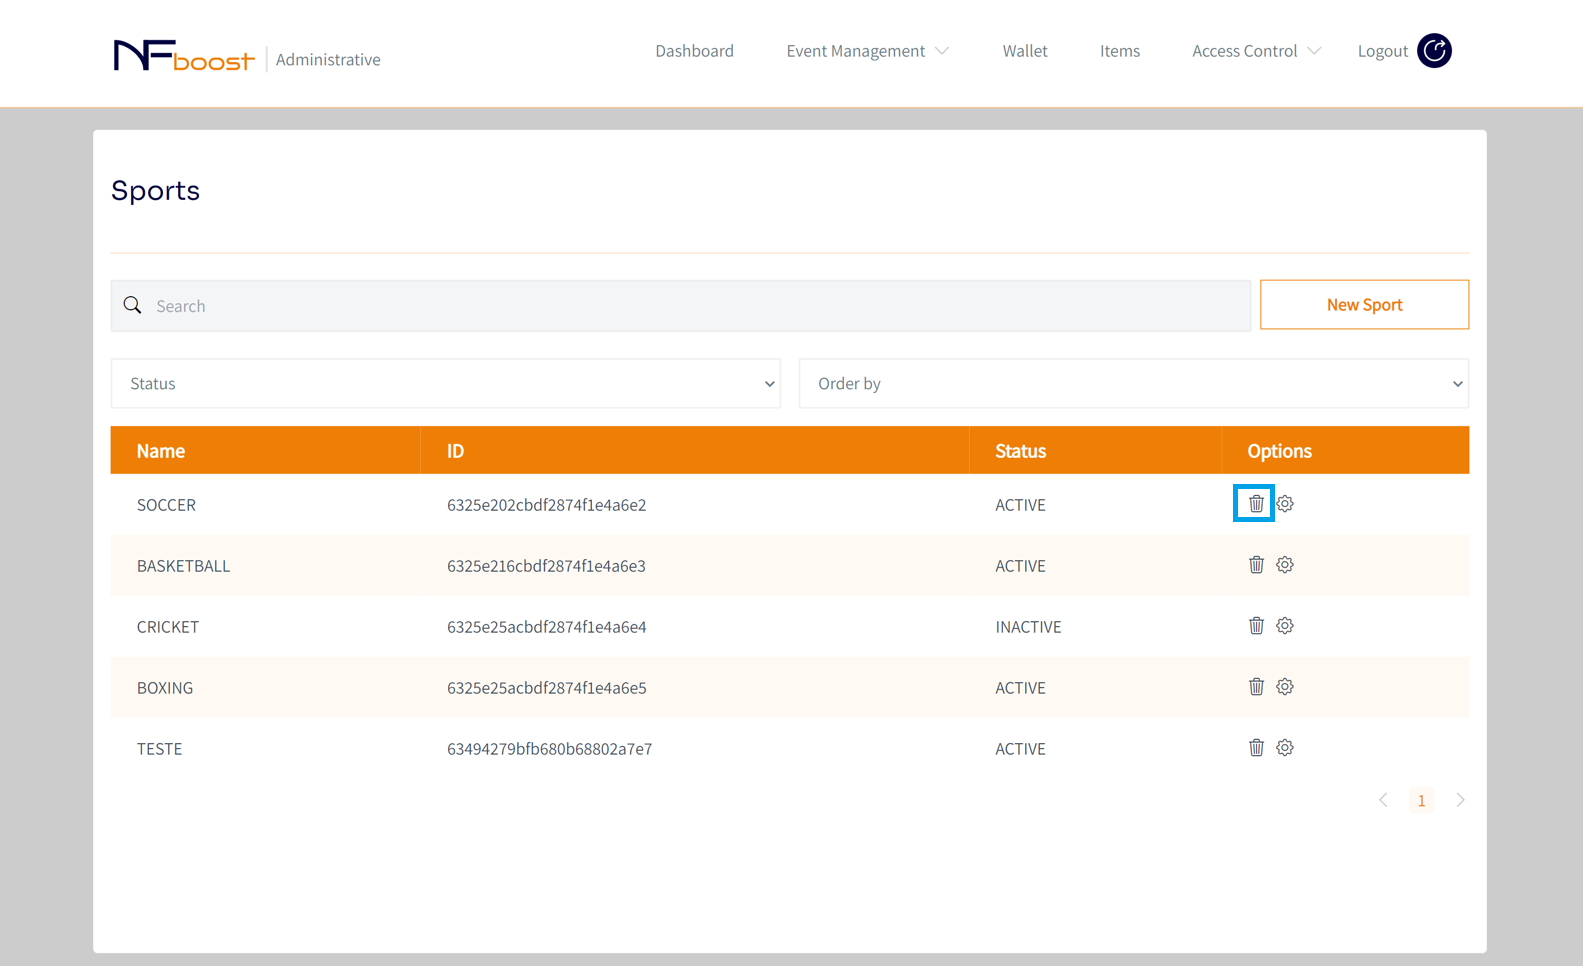 NFboost | Administrative
Dashboard Event Management Wallet Items Access Control Logout
Sports
Search New Sport
Status Order by
Name ID Status Options
SOCCER 6325e202cbdf2874f1e4a6e2 ACTIVE
BASKETBALL 6325e216cbdf2874f1e4a6e3 ACTIVE
CRICKET 6325e25acbdf2874f1e4a6e4 INACTIVE
BOXING 6325e25acbdf2874f1e4a6e5 ACTIVE
TESTE 63494279bfb680b68802a7e7 ACTIVE
1